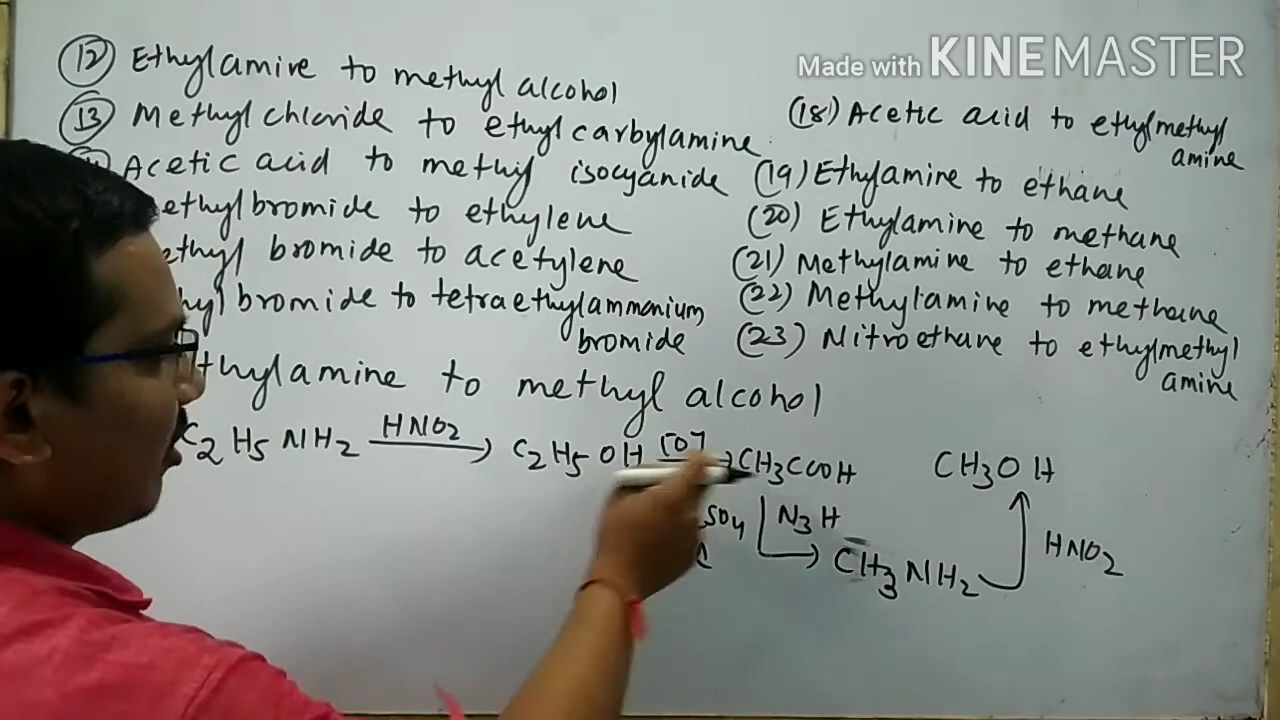 Made with KINEMASTER
(12) Ethylamine to methyl alcohol
(13) Methyl chloride to ethyl carbylamine
Acetic acid to methyl isocyanide
ethyl bromide to ethylene
ethyl bromide to acetylene
hyl bromide to tetraethylammonium
bromide
(18) Acetic acid to ethylmethyl
amine
(19) Ethylamine to ethane
(20) Ethylamine to methane
(21) Methylamine to ethane
(22) Methylamine to methane
(23) Nitroethane to ethylmethyl
amine
thylamine to methyl alcohol
C2H5NH2 HNO2 → C2H5OH [O] → CH3COOH CH3OH
SO4 N3H HNO2
CH3NH2